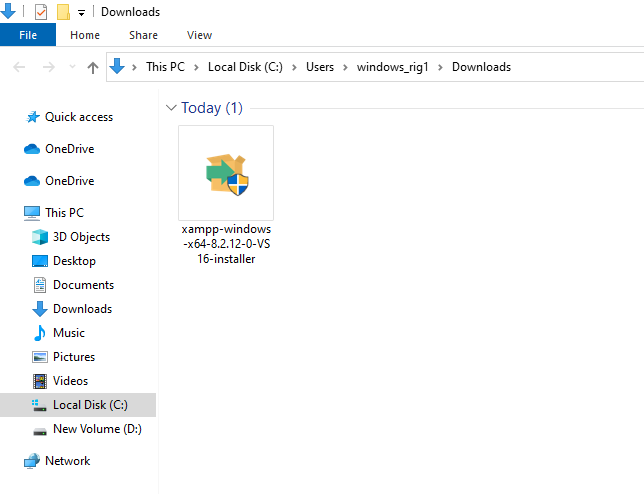 Downloads
File Home Share View
This PC Local Disk (C:) Users windows_rig1 Downloads
Quick access
OneDrive
OneDrive
This PC
3D Objects
Desktop
Documents
Downloads
Music
Pictures
Videos
Local Disk (C:)
New Volume (D:)
Network
Today (1)
xampp-windows
-x64-8.2.12-0-VS
16-installer